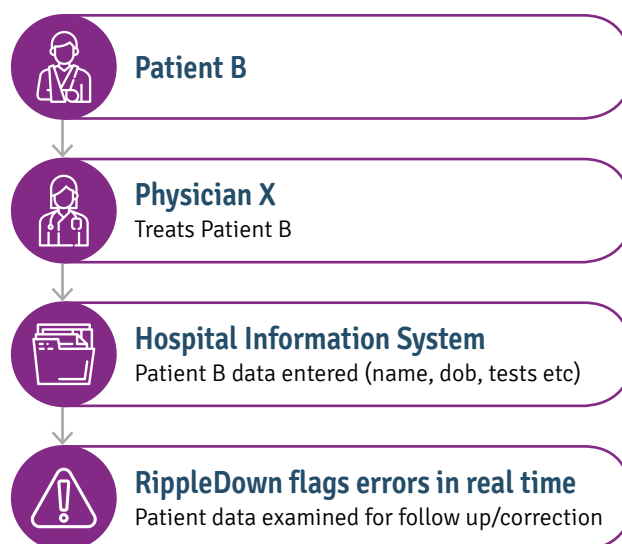 Patient B
Physician X
Treats Patient B
Hospital Information System
Patient B data entered (name, dob, tests etc)
RippleDown flags errors in real time
Patient data examined for follow up/correction